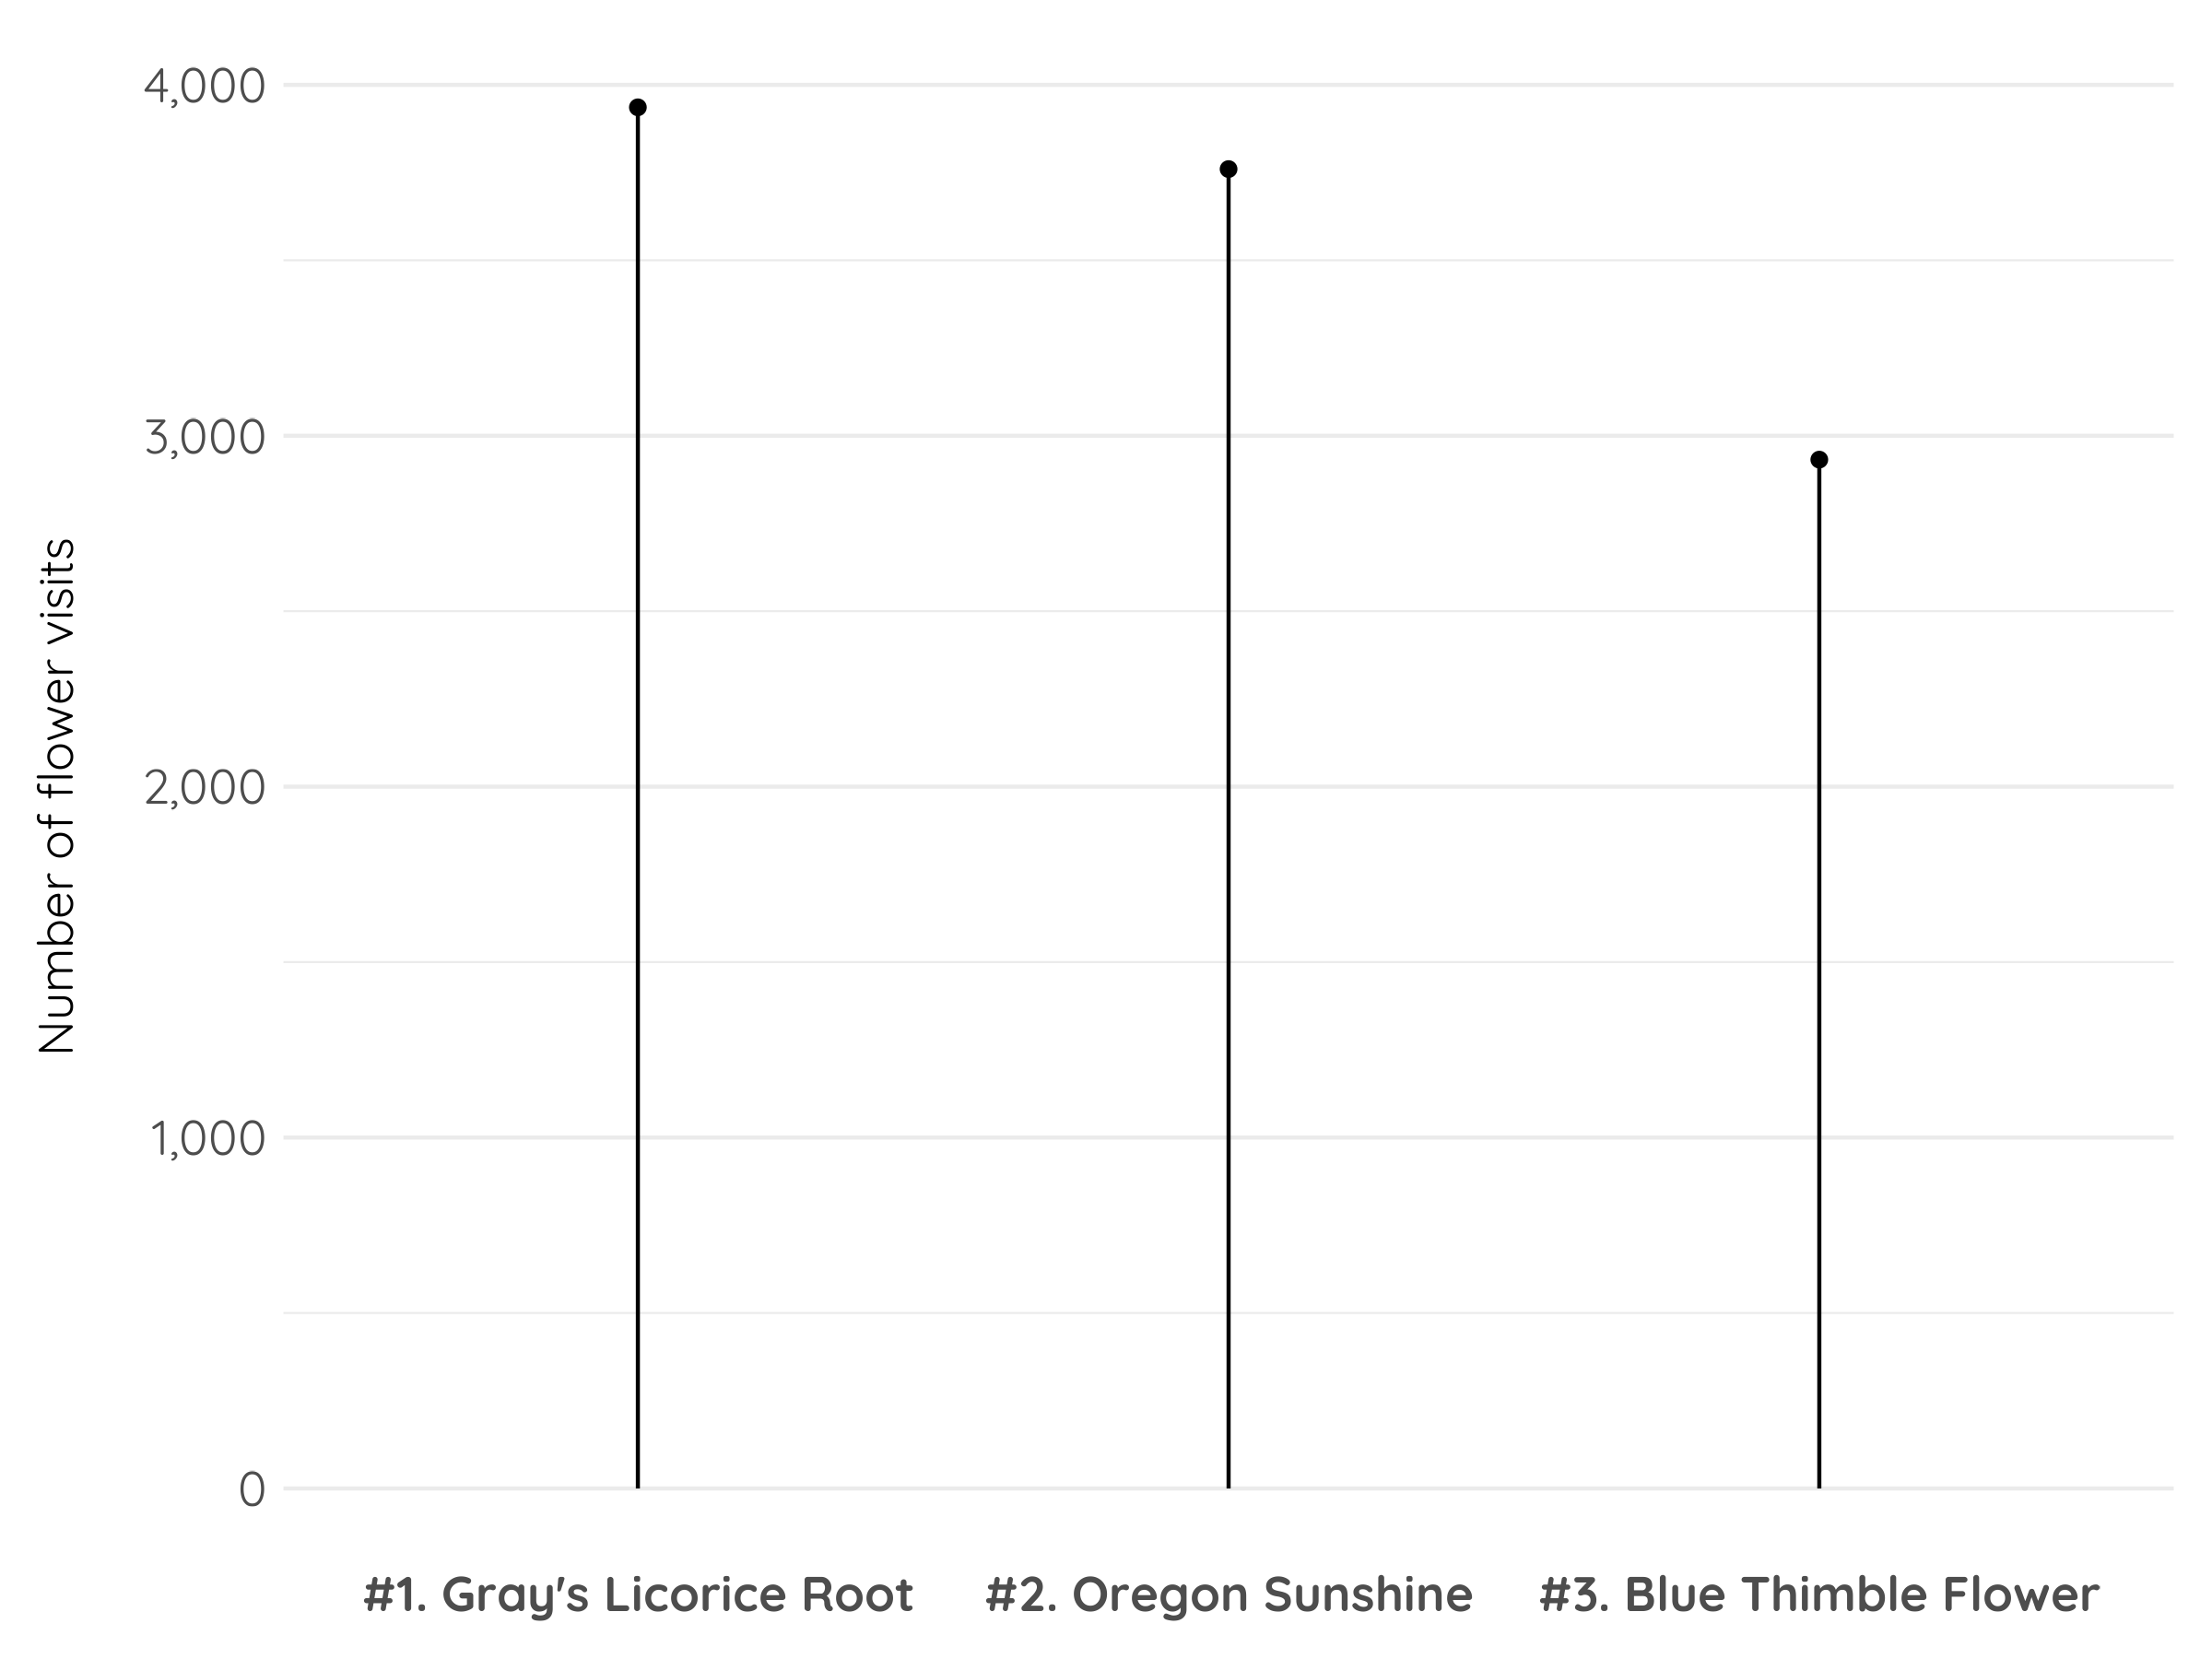 Number of flower visits
4,000
3,000
2,000
1,000
0
#1. Gray's Licorice Root
#2. Oregon Sunshine
#3. Blue Thimble Flower